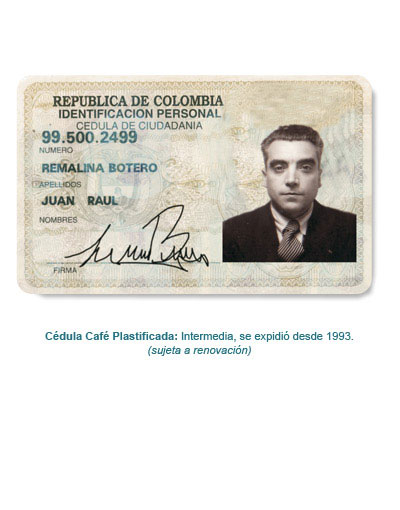 REPUBLICA DE COLOMBIA
IDENTIFICACION PERSONAL
CEDULA DE CIUDADANIA
99.500.2499
NUMERO
REMALINA BOTERO
APELLIDOS
JUAN RAUL
NOMBRES
FIRMA
Cédula Café Plastificada: Intermedia, se expidió desde 1993.
(sujeta a renovación)